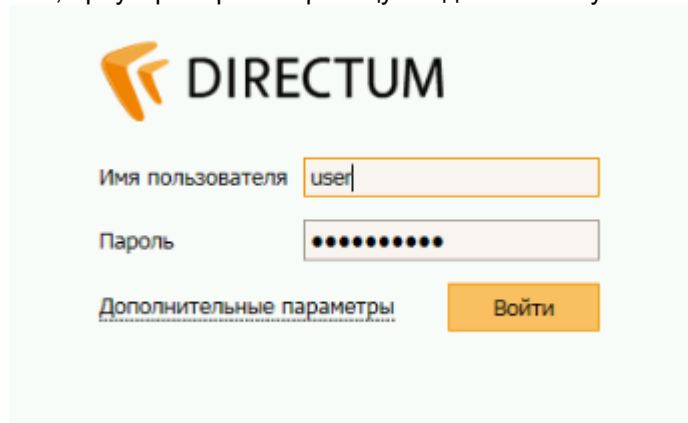 DIRECTUM
Имя пользователя user
Пароль ••••••••••
Дополнительные параметры Войти